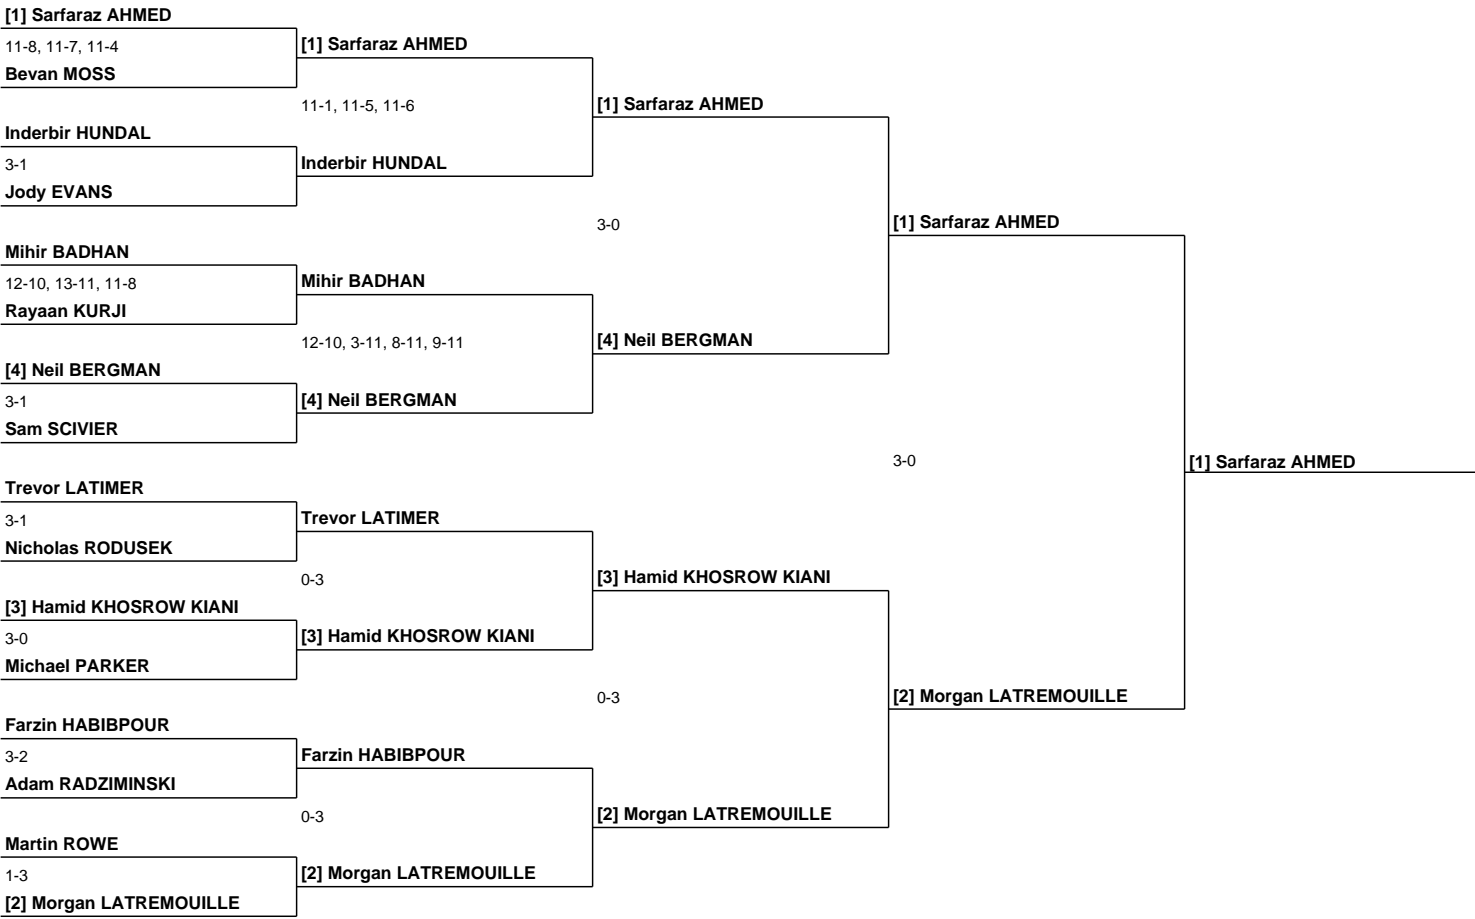 [1] Sarfaraz AHMED
11-8, 11-7, 11-4
Bevan MOSS
Inderbir HUNDAL
3-1
Jody EVANS
Mihir BADHAN
12-10, 13-11, 11-8
Rayaan KURJI
[4] Neil BERGMAN
3-1
Sam SCIVIER
Trevor LATIMER
3-1
Nicholas RODUSEK
[3] Hamid KHOSROW KIANI
3-0
Michael PARKER
Farzin HABIBPOUR
3-2
Adam RADZIMINSKI
Martin ROWE
1-3
[2] Morgan LATREMOUILLE
[1] Sarfaraz AHMED
11-1, 11-5, 11-6
Inderbir HUNDAL
Mihir BADHAN
12-10, 3-11, 8-11, 9-11
[4] Neil BERGMAN
Trevor LATIMER
0-3
[3] Hamid KHOSROW KIANI
Farzin HABIBPOUR
0-3
[2] Morgan LATREMOUILLE
[1] Sarfaraz AHMED
3-0
[4] Neil BERGMAN
[3] Hamid KHOSROW KIANI
0-3
[2] Morgan LATREMOUILLE
[1] Sarfaraz AHMED
3-0
[2] Morgan LATREMOUILLE
[1] Sarfaraz AHMED